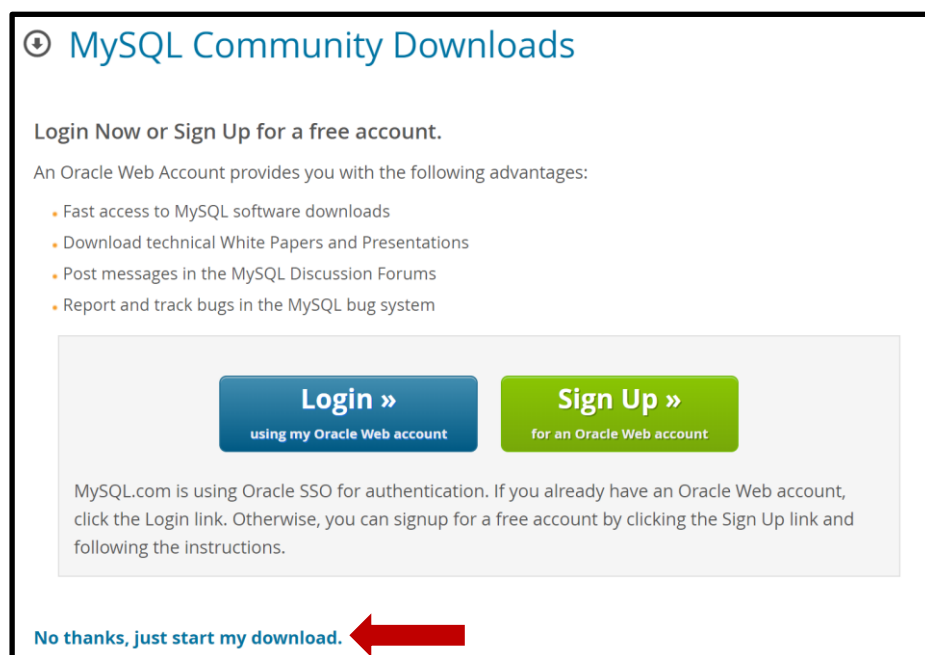 MySQL Community Downloads
Login Now or Sign Up for a free account.
An Oracle Web Account provides you with the following advantages:
Fast access to MySQL software downloads
Download technical White Papers and Presentations
Post messages in the MySQL Discussion Forums
Report and track bugs in the MySQL bug system
Login »
using my Oracle Web account
Sign Up »
for an Oracle Web account
MySQL.com is using Oracle SSO for authentication. If you already have an Oracle Web account,
click the Login link. Otherwise, you can signup for a free account by clicking the Sign Up link and
following the instructions.
No thanks, just start my download.